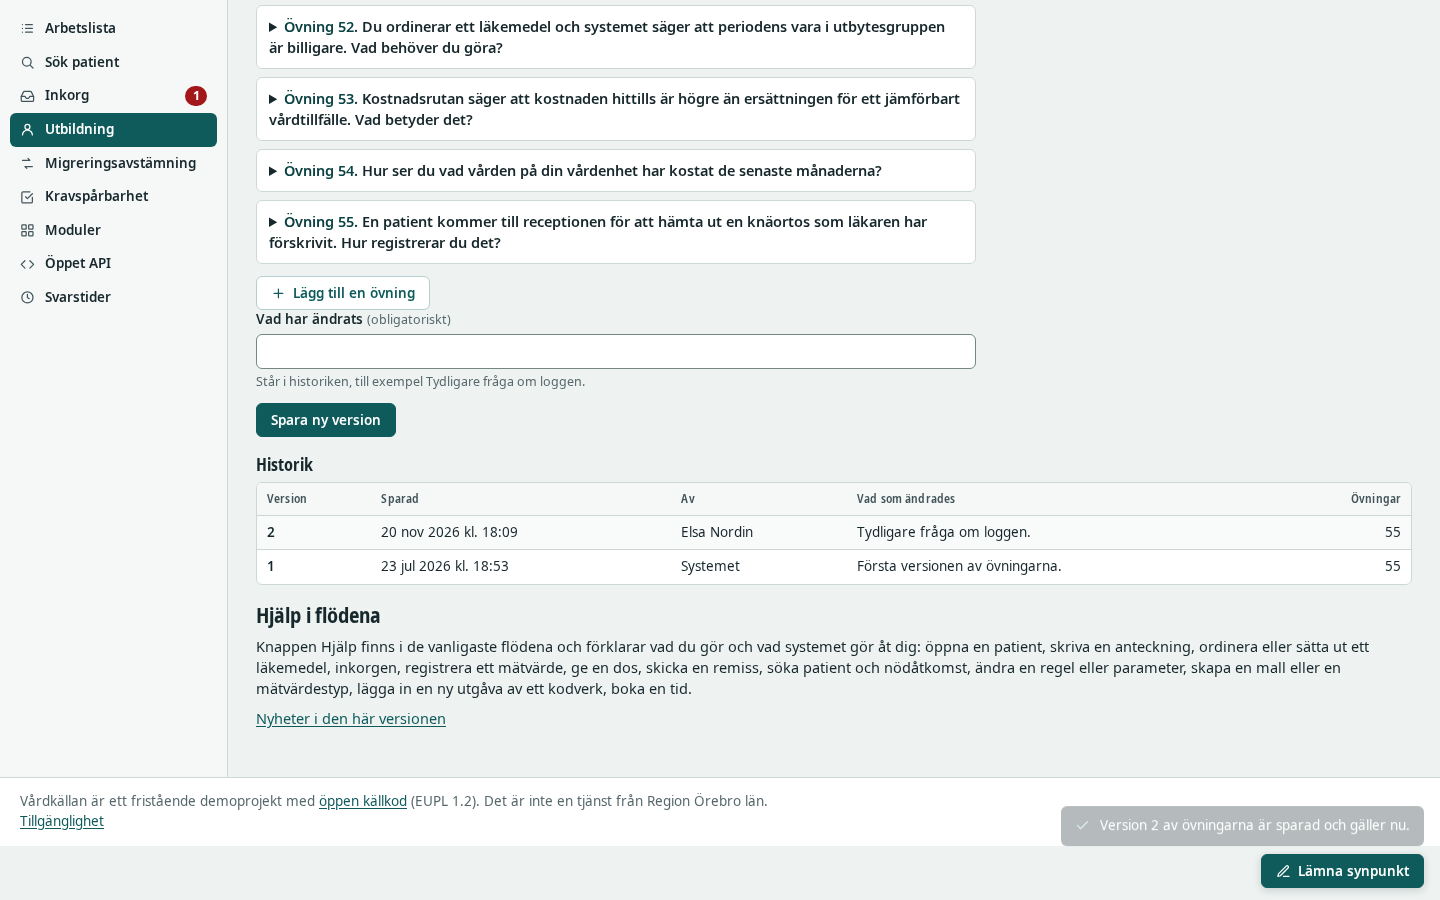 Arbetslista
Sök patient
Inkorg 1
Utbildning
Migreringsavstämning
Kravspårbarhet
Moduler
Öppet API
Svarstider
Övning 52. Du ordinerar ett läkemedel och systemet säger att periodens vara i utbytesgruppen
är billigare. Vad behöver du göra?
Övning 53. Kostnadsrutan säger att kostnaden hittills är högre än ersättningen för ett jämförbart
vårdtillfälle. Vad betyder det?
Övning 54. Hur ser du vad vården på din vårdenhet har kostat de senaste månaderna?
Övning 55. En patient kommer till receptionen för att hämta ut en knäortos som läkaren har
förskrivit. Hur registrerar du det?
Lägg till en övning
Vad har ändrats (obligatoriskt)
Står i historiken, till exempel Tydligare fråga om loggen.
Spara ny version
Historik
Version Sparad Av Vad som ändrades Övningar
2 20 nov 2026 kl. 18:09 Elsa Nordin Tydligare fråga om loggen. 55
1 23 jul 2026 kl. 18:53 Systemet Första versionen av övningarna. 55
Hjälp i flödena
Knappen Hjälp finns i de vanligaste flödena och förklarar vad du gör och vad systemet gör åt dig: öppna en patient, skriva en anteckning, ordinera eller sätta ut ett
läkemedel, inkorgen, registrera ett mätvärde, ge en dos, skicka en remiss, söka patient och nödåtkomst, ändra en regel eller parameter, skapa en mall eller en
mätvärdestyp, lägga in en ny utgåva av ett kodverk, boka en tid.
Nyheter i den här versionen
Vårdkällan är ett fristående demoprojekt med öppen källkod (EUPL 1.2). Det är inte en tjänst från Region Örebro län.
Tillgänglighet
Version 2 av övningarna är sparad och gäller nu.
Lämna synpunkt